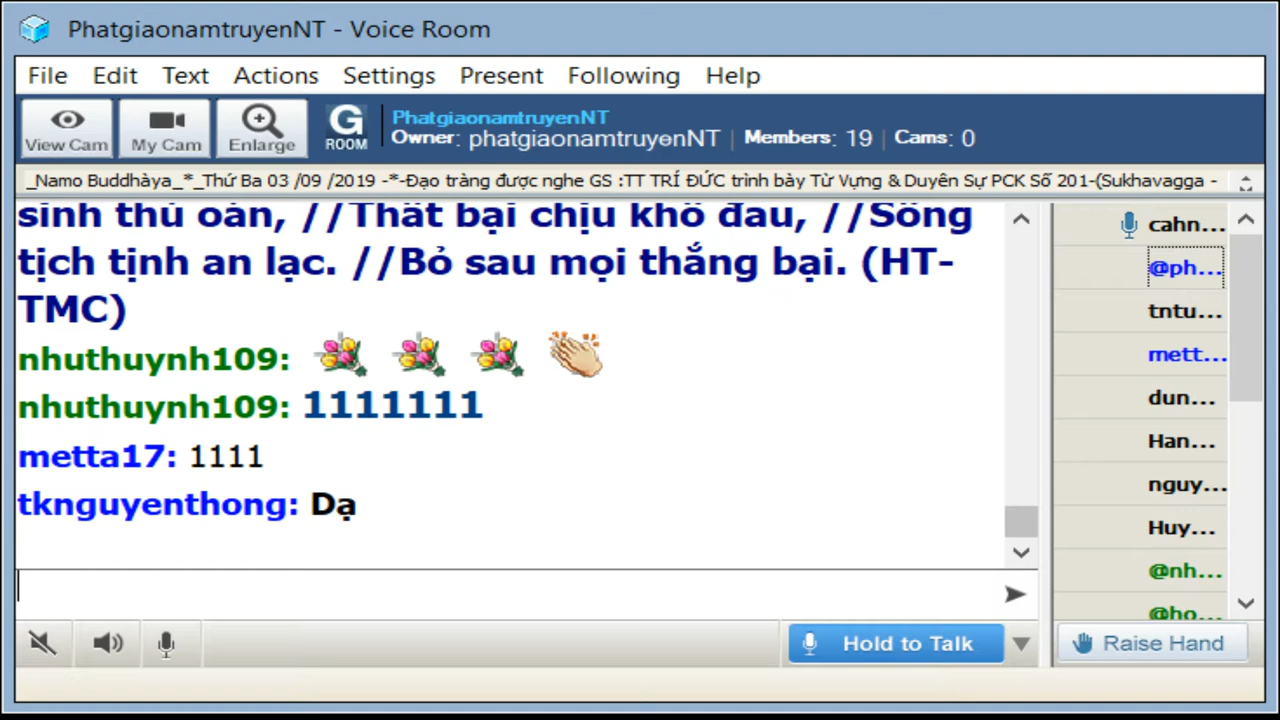 PhatgiaonamtruyenNT - Voice Room
File Edit Text Actions Settings Present Following Help
View Cam My Cam Enlarge G ROOM
PhatgiaonamtruyenNT
Owner: phatgiaonamtruyenNT | Members: 19 | Cams: 0
_Namo Buddhàya_*_Thứ Ba 03 /09 /2019 -*-Đạo tràng được nghe GS :TT TRÍ ĐỨC trình bày Từ Vựng & Duyên Sự PCK Số 201-(Sukhavagga -
sinh thù oán, //Thất bại chịu khổ đau, //Sống
tịch tịnh an lạc. //Bỏ sau mọi thắng bại. (HT-
TMC)
nhuthuynh109:
nhuthuynh109: 1111111
metta17: 1111
tknguyenthong: Dạ
cahn...
@ph...
tntu...
mett...
dun...
Han...
nguy...
Huy...
@nh...
@ho...
Hold to Talk
Raise Hand